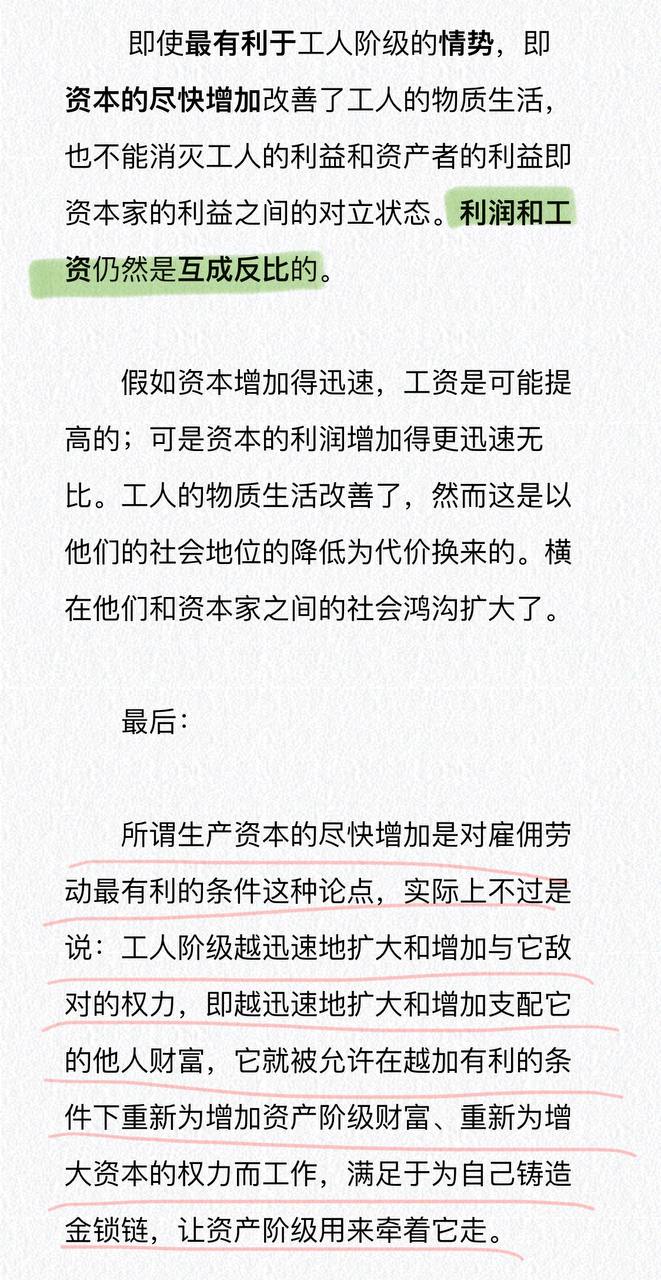 即使最有利于工人阶级的情势，即
资本的尽快增加改善了工人的物质生活，
也不能消灭工人的利益和资产者的利益即
资本家的利益之间的对立状态。利润和工
资仍然是互成反比的。
假如资本增加得迅速，工资是可能提
高的；可是资本的利润增加得更迅速无
比。工人的物质生活改善了，然而这是以
他们的社会地位的降低为代价换来的。横
在他们和资本家之间的社会鸿沟扩大了。
最后：
所谓生产资本的尽快增加是对雇佣劳
动最有利的条件这种论点，实际上不过是
说：工人阶级越迅速地扩大和增加与它敌
对的权力，即越迅速地扩大和增加支配它
的他人财富，它就被允许在越加有利的条
件下重新为增加资产阶级财富、重新为增
大资本的权力而工作，满足于为自己铸造
金锁链，让资产阶级用来牵着它走。